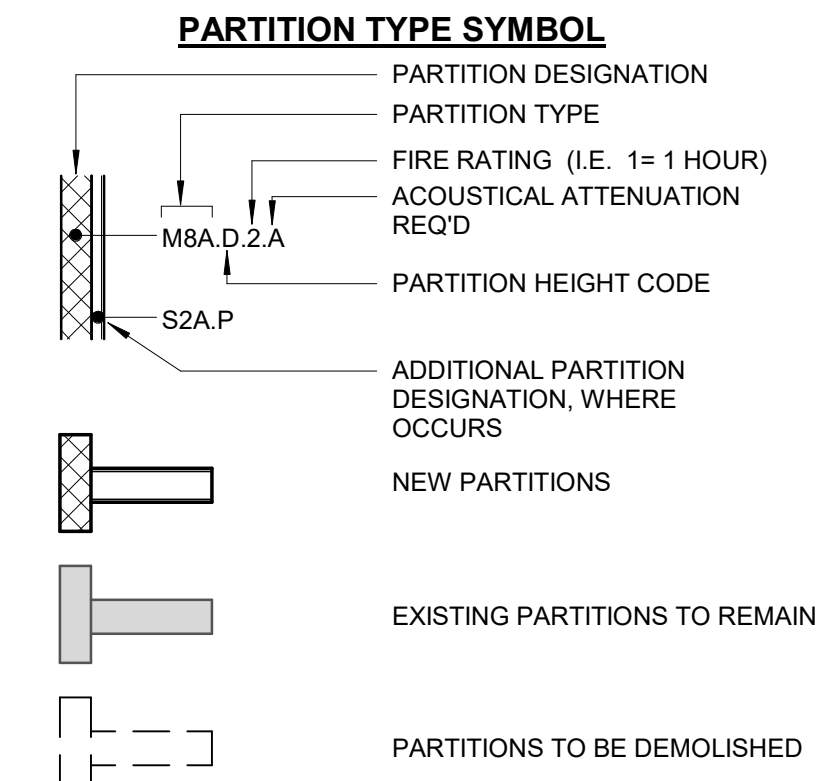 PARTITION TYPE SYMBOL
PARTITION DESIGNATION
PARTITION TYPE
FIRE RATING (I.E. 1= 1 HOUR)
ACOUSTICAL ATTENUATION
REQ'D
M8A.D.2.A
PARTITION HEIGHT CODE
S2A.P
ADDITIONAL PARTITION
DESIGNATION, WHERE
OCCURS
NEW PARTITIONS
EXISTING PARTITIONS TO REMAIN
PARTITIONS TO BE DEMOLISHED